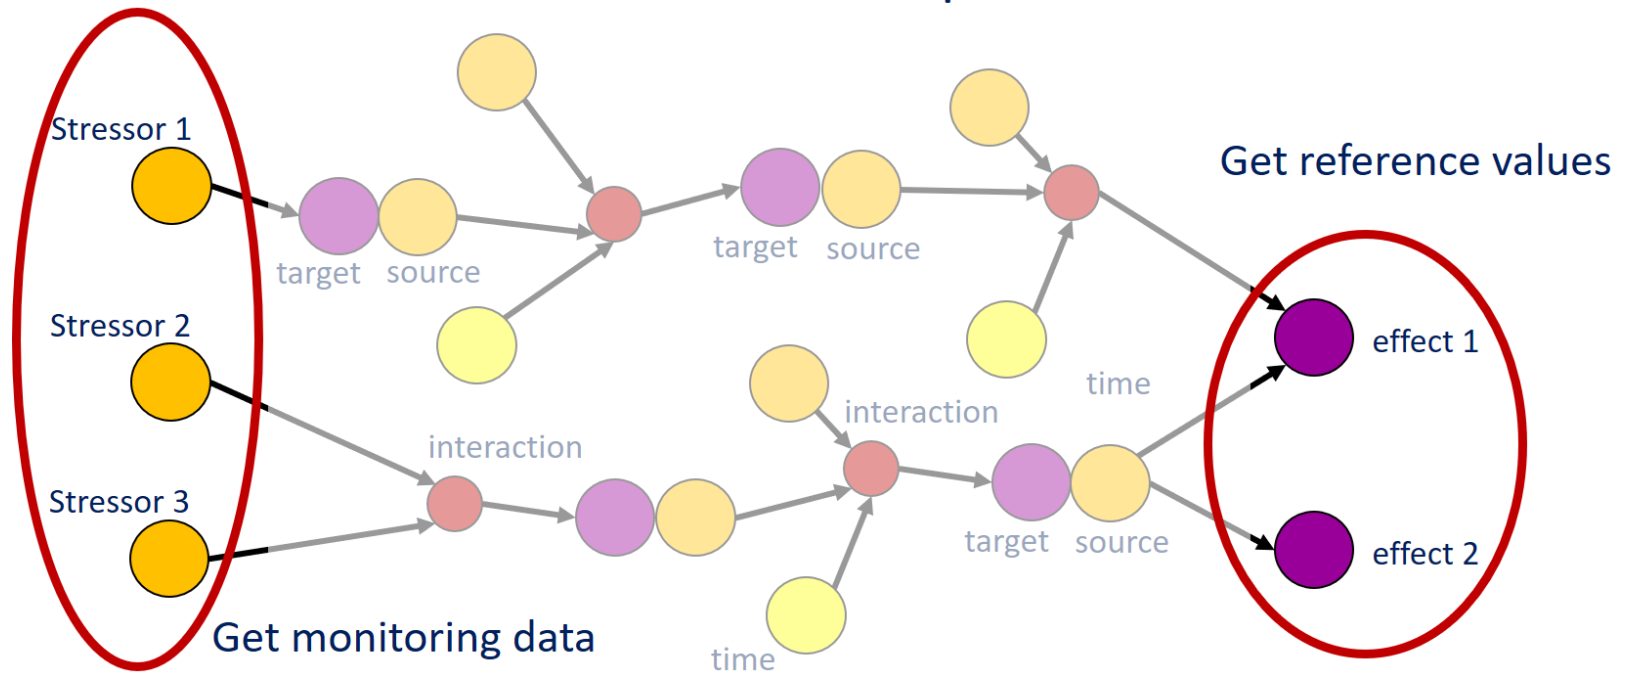 Stressor 1
Get reference values
target
source
target
source
Stressor 2
effect 1
time
interaction
interaction
Stressor 3
target
source
effect 2
Get monitoring data
time